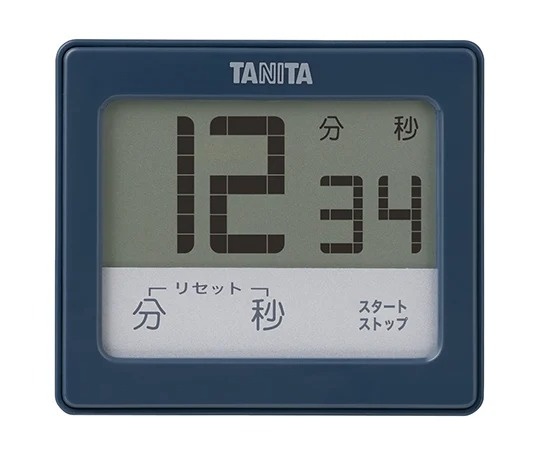 TANITA
分 秒
12 34
リセット
分 秒
スタート
ストップ